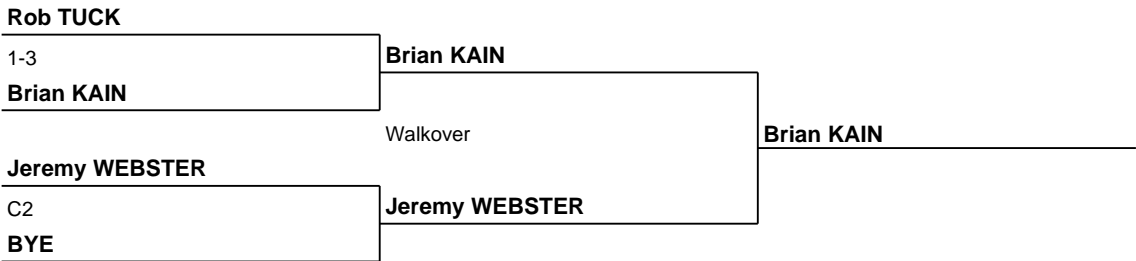 Rob TUCK
1-3
Brian KAIN
Brian KAIN
Walkover
Brian KAIN
Jeremy WEBSTER
C2
Jeremy WEBSTER
BYE